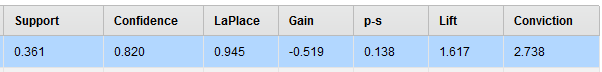 Support Confidence LaPlace Gain p-s Lift Conviction
0.361 0.820 0.945 -0.519 0.138 1.617 2.738